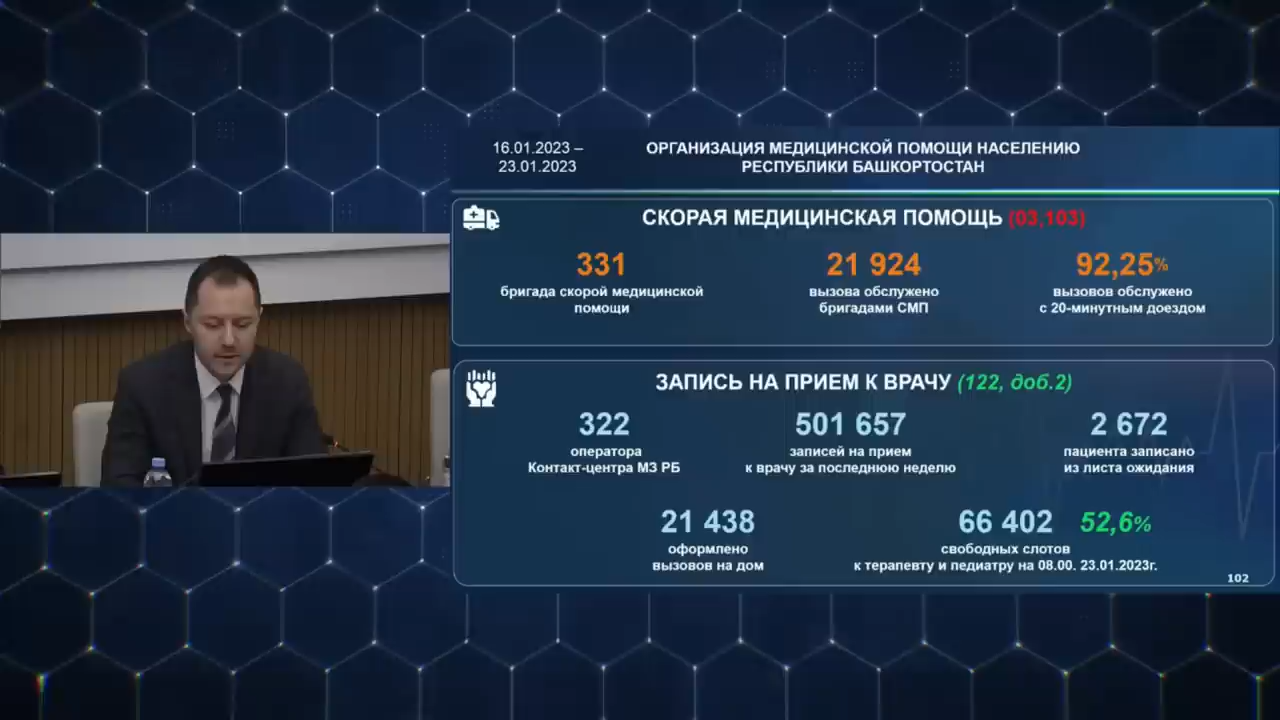 16.01.2023 –
23.01.2023
ОРГАНИЗАЦИЯ МЕДИЦИНСКОЙ ПОМОЩИ НАСЕЛЕНИЮ
РЕСПУБЛИКИ БАШКОРТОСТАН
СКОРАЯ МЕДИЦИНСКАЯ ПОМОЩЬ (03,103)
331
бригада скорой медицинской
помощи
21 924
вызова обслужено
бригадами СМП
92,25%
вызовов обслужено
с 20-минутным доездом
ЗАПИСЬ НА ПРИЕМ К ВРАЧУ (122, доб.2)
322
оператора
Контакт-центра МЗ РБ
501 657
записей на прием
к врачу за последнюю неделю
2 672
пациента записано
из листа ожидания
21 438
оформлено
вызовов на дом
66 402 52,6%
свободных слотов
к терапевту и педиатру на 08.00. 23.01.2023г.
102